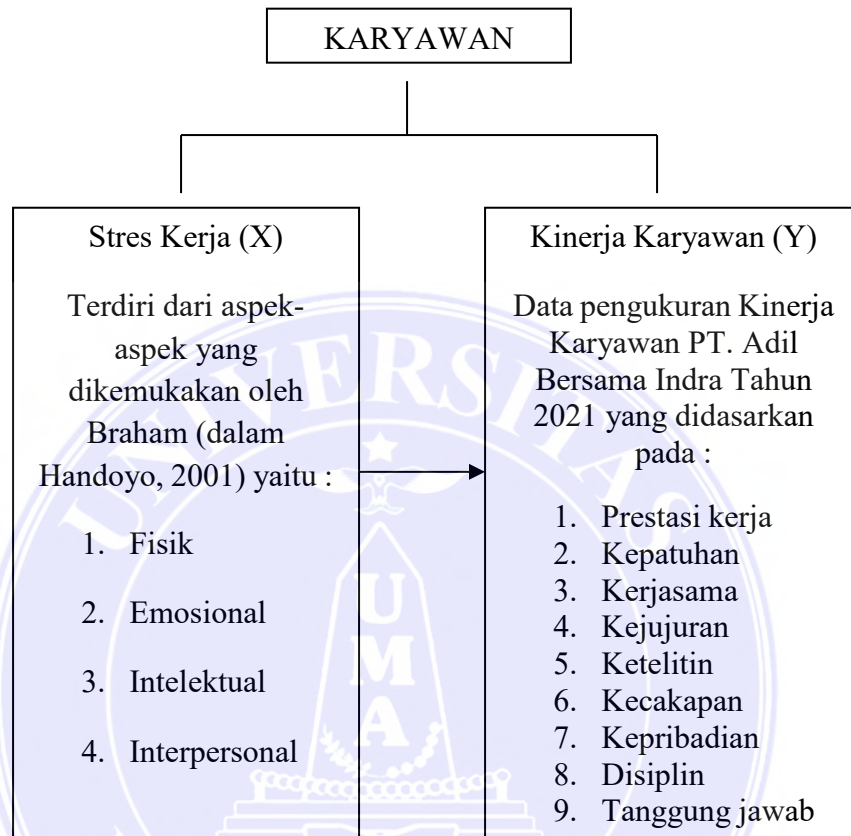 KARYAWAN
Stres Kerja (X)
Terdiri dari aspek-
aspek yang
dikemukakan oleh
Braham (dalam
Handoyo, 2001) yaitu :
1. Fisik
2. Emosional
3. Intelektual
4. Interpersonal
Kinerja Karyawan (Y)
Data pengukuran Kinerja
Karyawan PT. Adil
Bersama Indra Tahun
2021 yang didasarkan
pada :
1. Prestasi kerja
2. Kepatuhan
3. Kerjasama
4. Kejujuran
5. Ketelitin
6. Kecakapan
7. Kepribadian
8. Disiplin
9. Tanggung jawab
UNIVERSITAS
UMA